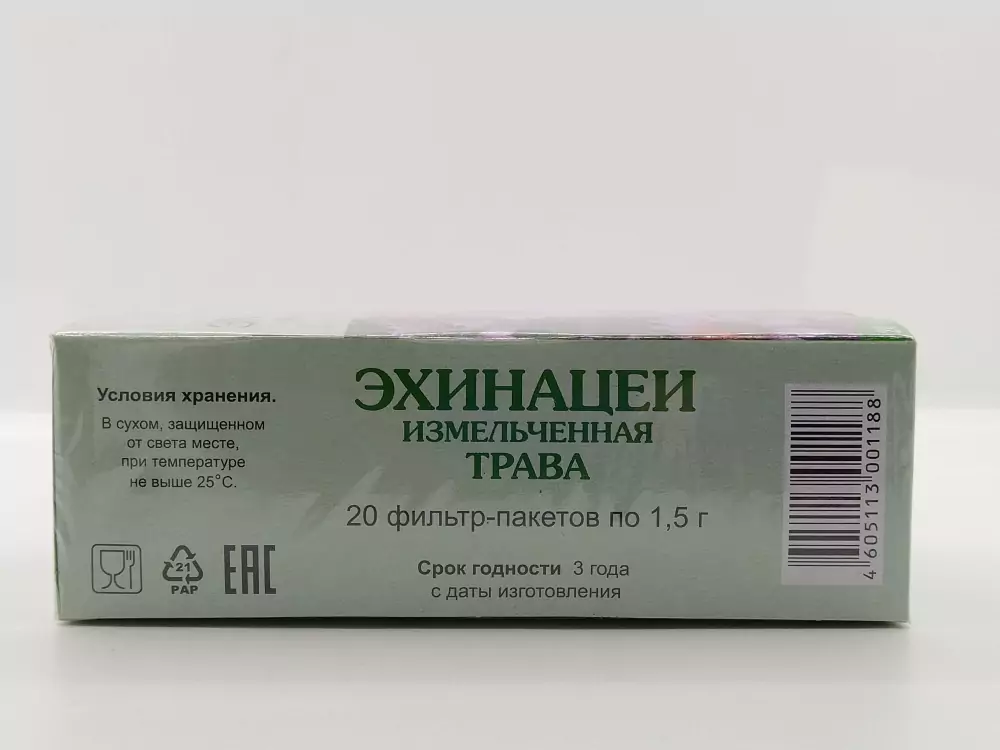 Условия хранения.
В сухом, защищенном
от света месте,
при температуре
не выше 25°С.
21
PAP
ЕАС
ЭХИНАЦЕИ
ИЗМЕЛЬЧЕННАЯ
ТРАВА
20 фильтр-пакетов по 1,5 г
Срок годности 3 года
с даты изготовления
4 605113 001188